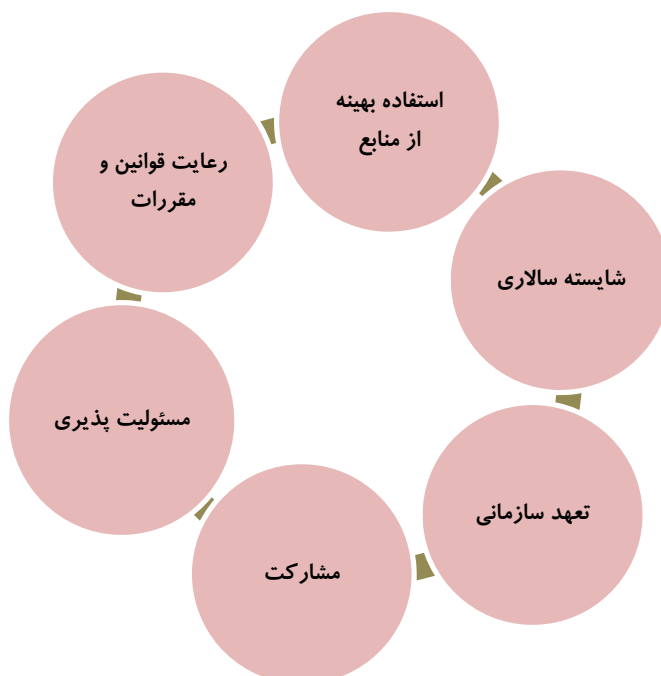 استفاده بهینه
از منابع
شایسته سالاری
تعهد سازمانی
مشارکت
مسئولیت پذیری
رعایت قوانین و
مقررات